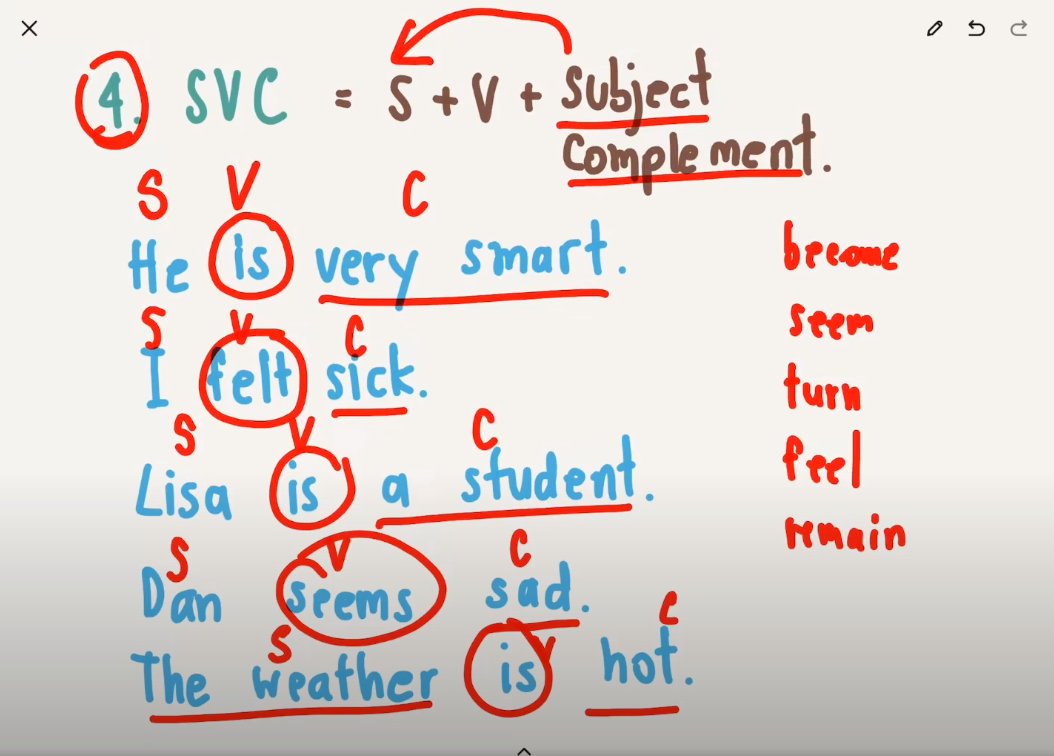 4. SVC = S + V + Subject
Complement.
S V C
He is very smart.
become
S V C
seem
I felt sick.
turn
S V C
feel
Lisa is a student.
remain
S V C
Dan seems sad.
S V C
The weather is hot.